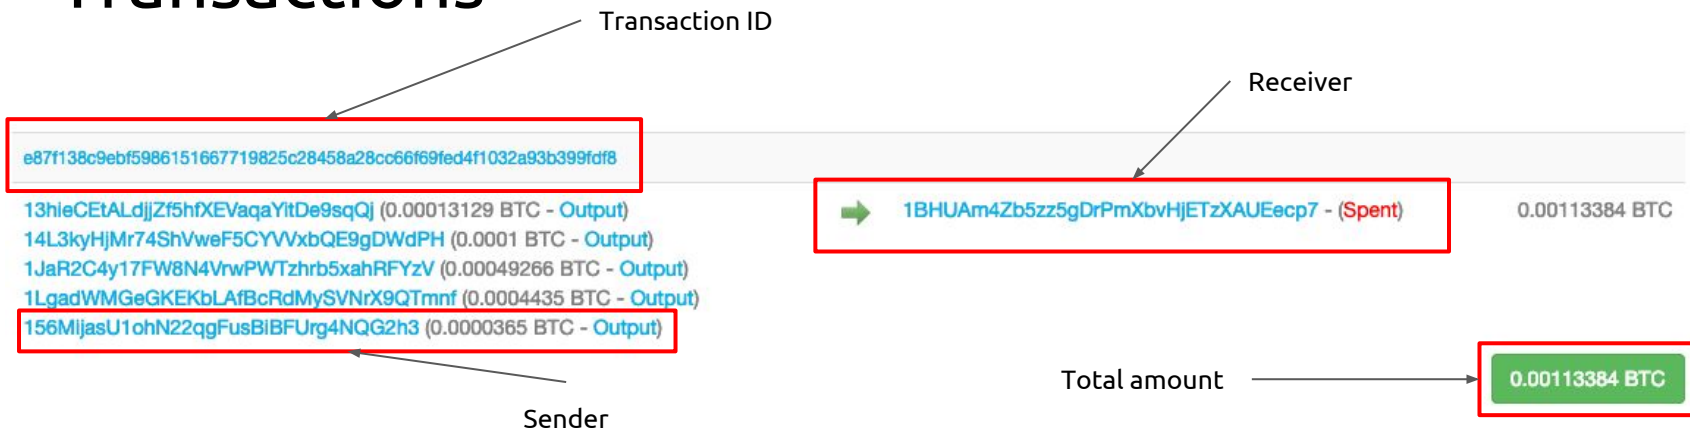 Transactions
Transaction ID
Receiver
e87f138c9ebf5986151667719825c28458a28cc66f69fed4f1032a93b399fdf8
13hieCEtALdjjZf5hfXEVaqaYitDe9sqQj (0.00013129 BTC - Output)
1BHUAm4Zb5zz5gDrPmXbvHjETzXAUEecp7 - (Spent) 0.00113384 BTC
14L3kyHjMr74ShVweF5CYVVxbQE9gDWdPH (0.0001 BTC - Output)
1JaR2C4y17FW8N4VrwPWTzhrb5xahRFYzV (0.00049266 BTC - Output)
1LgadWMGeGKEKbLAfBcRdMySVNrX9QTmnf (0.0004435 BTC - Output)
156MijasU1ohN22qgFusBiBFUrg4NQG2h3 (0.0000365 BTC - Output)
Total amount
0.00113384 BTC
Sender